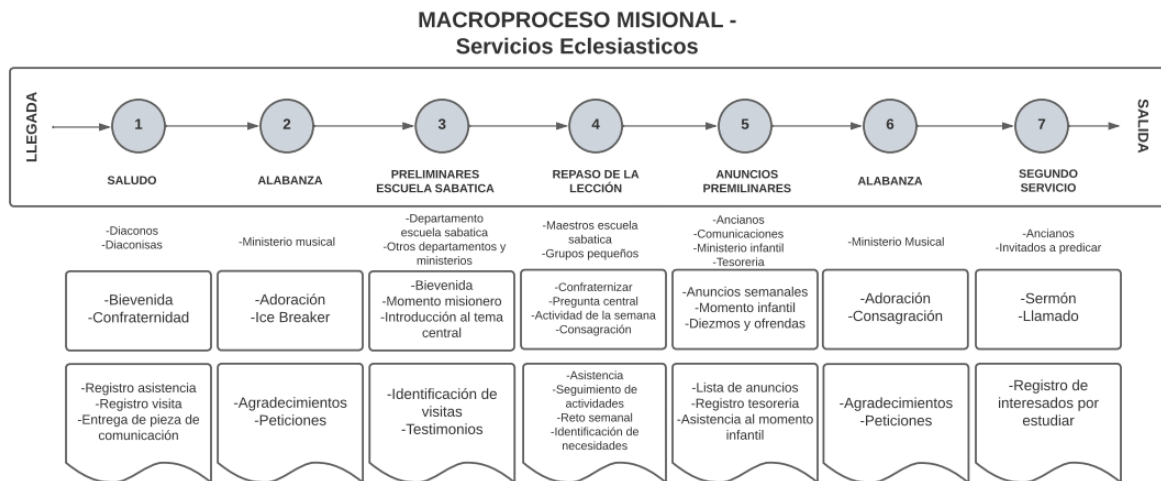 MACROPROCESO MISIONAL -
Servicios Eclesiasticos
LLEGADA
1
2
3
4
5
6
7
SALIDA
SALUDO
ALABANZA
PRELIMINARES
ESCUELA SABATICA
REPASO DE LA
LECCIÓN
ANUNCIOS
PREMILINARES
ALABANZA
SEGUNDO
SERVICIO
-Diaconos
-Diaconisas
-Ministerio musical
-Departamento
escuela sabatica
-Otros departamentos y
ministerios
-Maestros escuela
sabatica
-Grupos pequeños
-Ancianos
-Comunicaciones
-Ministerio infantil
-Tesoreria
-Ministerio Musical
-Ancianos
-Invitados a predicar
-Bievenida
-Confraternidad
-Adoración
-Ice Breaker
-Bievenida
-Momento misionero
-Introducción al tema
central
-Confraternizar
-Pregunta central
-Actividad de la semana
-Consagración
-Anuncios semanales
-Momento infantil
-Diezmos y ofrendas
-Adoración
-Consagración
-Sermón
-Llamado
-Registro asistencia
-Registro visita
-Entrega de pieza de
comunicación
-Agradecimientos
-Peticiones
-Identificación de
visitas
-Testimonios
-Asistencia
-Seguimiento de
actividades
-Reto semanal
-Identificación de
necesidades
-Lista de anuncios
-Registro tesoreria
-Asistencia al momento
infantil
-Agradecimientos
-Peticiones
-Registro de
interesados por
estudiar